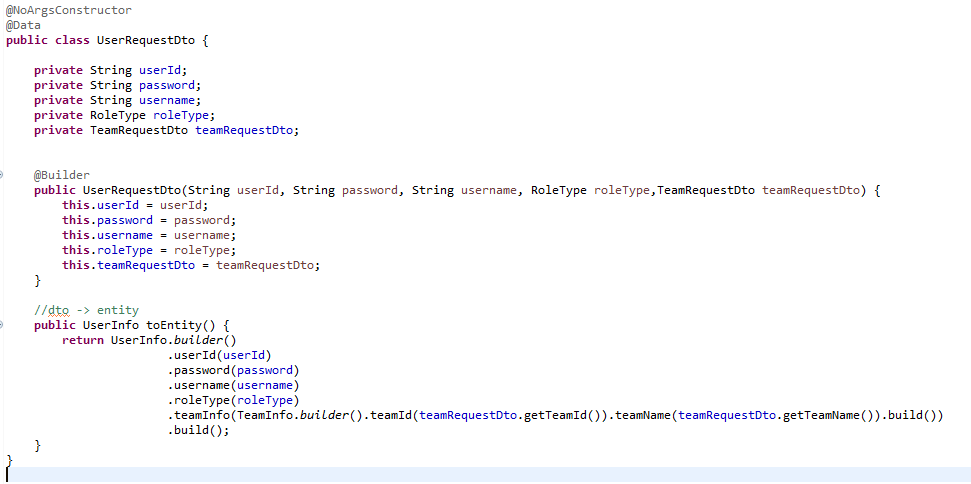 @NoArgsConstructor
@Data
public class UserRequestDto {
private String userId;
private String password;
private String username;
private RoleType roleType;
private TeamRequestDto teamRequestDto;
@Builder
public UserRequestDto(String userId, String password, String username, RoleType roleType,TeamRequestDto teamRequestDto) {
this.userId = userId;
this.password = password;
this.username = username;
this.roleType = roleType;
this.teamRequestDto = teamRequestDto;
}
//dto -> entity
public UserInfo toEntity() {
return UserInfo.builder()
.userId(userId)
.password(password)
.username(username)
.roleType(roleType)
.teamInfo(TeamInfo.builder().teamId(teamRequestDto.getTeamId()).teamName(teamRequestDto.getTeamName()).build())
.build();
}
}